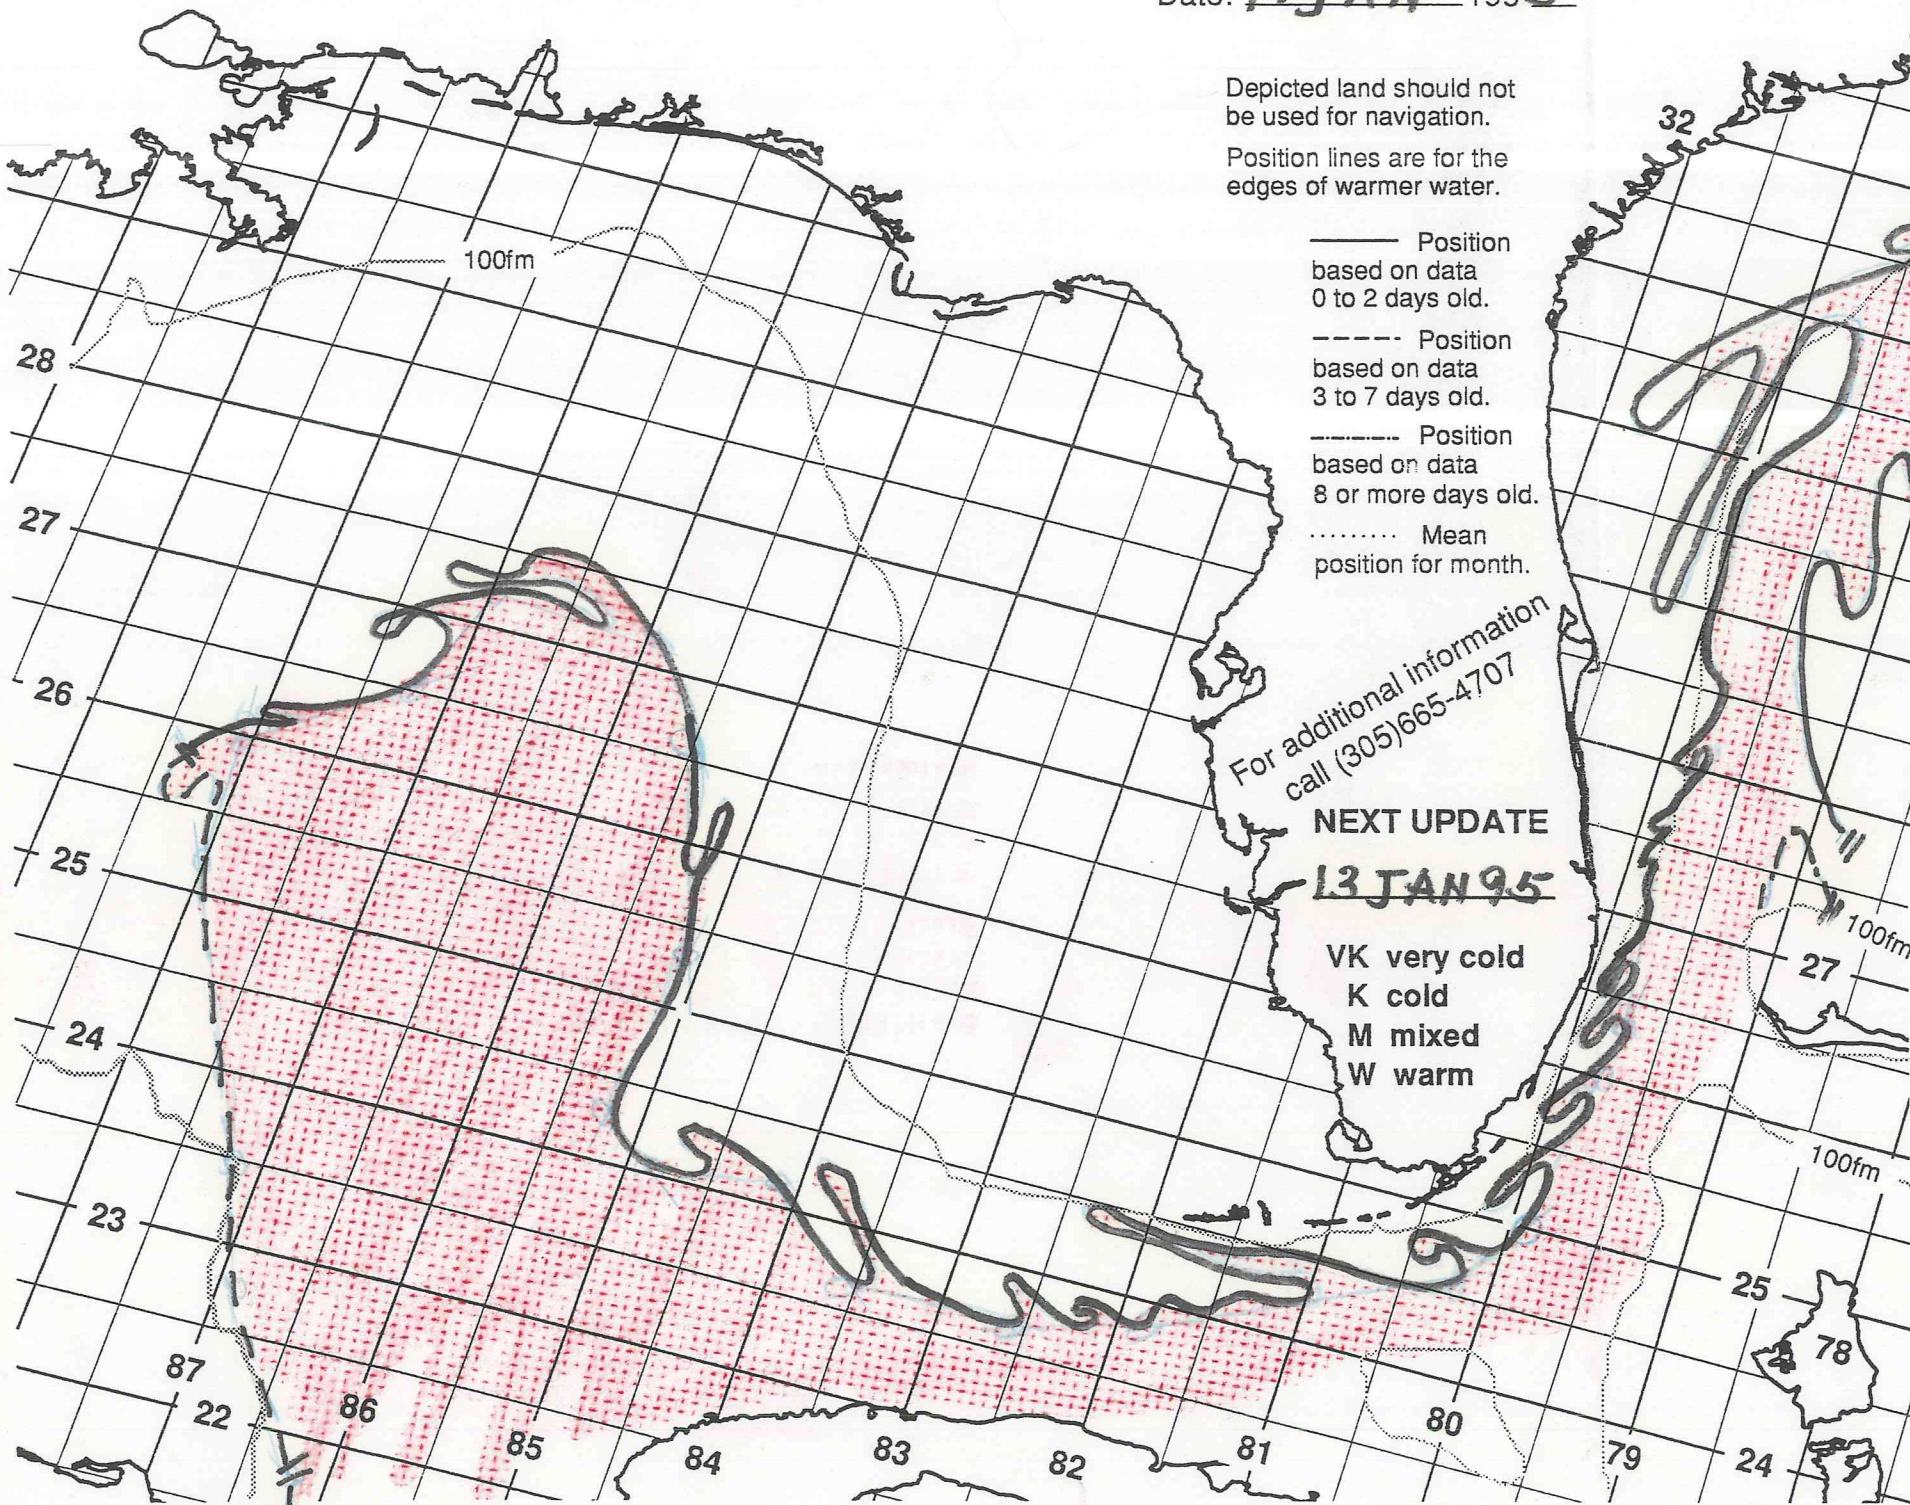 Date: 11 JAN 1995
Depicted land should not
be used for navigation.
Position lines are for the
edges of warmer water.
Position
based on data
0 to 2 days old.
Position
based on data
3 to 7 days old.
Position
based on data
8 or more days old.
Mean
position for month.
For additional information
call (305)665-4707
NEXT UPDATE
13 JAN 95
VK very cold
K cold
M mixed
W warm
32
100fm
28
27
26
25
24
23
22
87
86
85
84
83
82
81
80
79
78
24
25
27
100fm
100fm